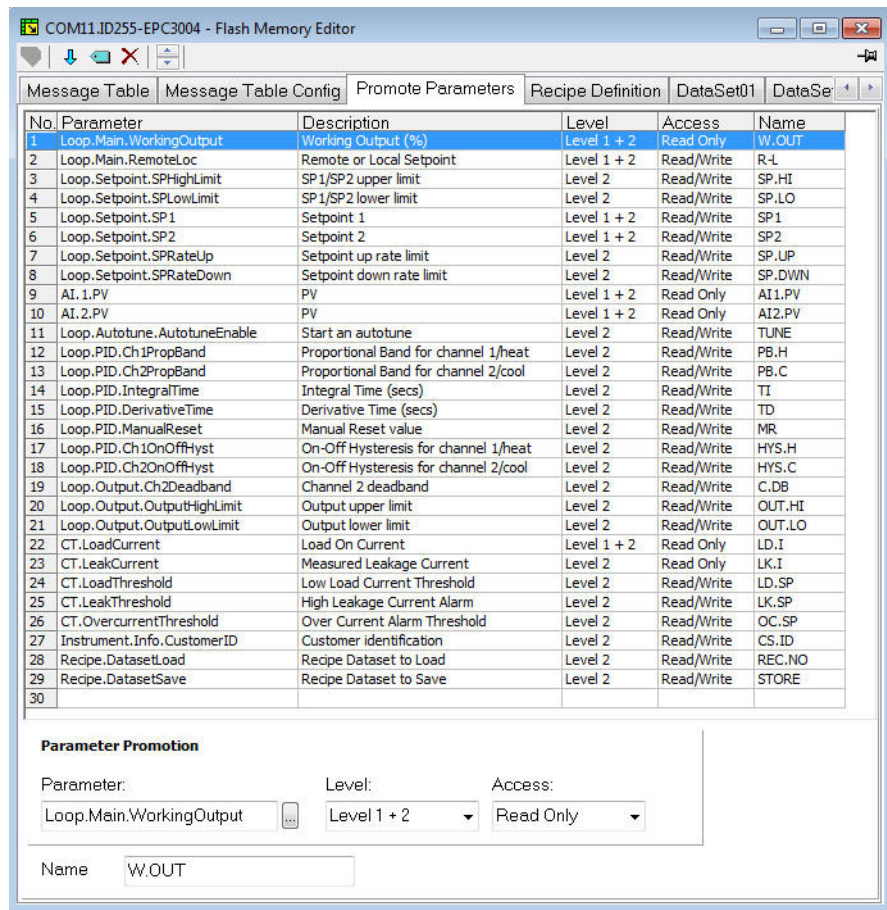 COM11.ID255-EPC3004 - Flash Memory Editor
Message Table Message Table Config Promote Parameters Recipe Definition DataSet01 DataSe
No. Parameter Description Level Access Name
1 Loop.Main.WorkingOutput Working Output (%) Level 1 + 2 Read Only W.OUT
2 Loop.Main.RemoteLoc Remote or Local Setpoint Level 1 + 2 Read/Write R-L
3 Loop.Setpoint.SPHighLimit SP1/SP2 upper limit Level 2 Read/Write SP.HI
4 Loop.Setpoint.SPLowLimit SP1/SP2 lower limit Level 2 Read/Write SP.LO
5 Loop.Setpoint.SP1 Setpoint 1 Level 1 + 2 Read/Write SP1
6 Loop.Setpoint.SP2 Setpoint 2 Level 1 + 2 Read/Write SP2
7 Loop.Setpoint.SPRateUp Setpoint up rate limit Level 2 Read/Write SP.UP
8 Loop.Setpoint.SPRateDown Setpoint down rate limit Level 2 Read/Write SP.DWN
9 AI.1.PV PV Level 1 + 2 Read Only AI1.PV
10 AI.2.PV PV Level 1 + 2 Read Only AI2.PV
11 Loop.Autotune.AutotuneEnable Start an autotune Level 2 Read/Write TUNE
12 Loop.PID.Ch1PropBand Proportional Band for channel 1/heat Level 2 Read/Write PB.H
13 Loop.PID.Ch2PropBand Proportional Band for channel 2/cool Level 2 Read/Write PB.C
14 Loop.PID.IntegralTime Integral Time (secs) Level 2 Read/Write TI
15 Loop.PID.DerivativeTime Derivative Time (secs) Level 2 Read/Write TD
16 Loop.PID.ManualReset Manual Reset value Level 2 Read/Write MR
17 Loop.PID.Ch1OnOffHyst On-Off Hysteresis for channel 1/heat Level 2 Read/Write HYS.H
18 Loop.PID.Ch2OnOffHyst On-Off Hysteresis for channel 2/cool Level 2 Read/Write HYS.C
19 Loop.Output.Ch2Deadband Channel 2 deadband Level 2 Read/Write C.DB
20 Loop.Output.OutputHighLimit Output upper limit Level 2 Read/Write OUT.HI
21 Loop.Output.OutputLowLimit Output lower limit Level 2 Read/Write OUT.LO
22 CT.LoadCurrent Load On Current Level 1 + 2 Read Only LD.I
23 CT.LeakCurrent Measured Leakage Current Level 2 Read Only LK.I
24 CT.LoadThreshold Low Load Current Threshold Level 2 Read/Write LD.SP
25 CT.LeakThreshold High Leakage Current Alarm Level 2 Read/Write LK.SP
26 CT.OvercurrentThreshold Over Current Alarm Threshold Level 2 Read/Write OC.SP
27 Instrument.Info.CustomerID Customer identification Level 2 Read/Write CS.ID
28 Recipe.DatasetLoad Recipe Dataset to Load Level 2 Read/Write REC.NO
29 Recipe.DatasetSave Recipe Dataset to Save Level 2 Read/Write STORE
30
Parameter Promotion
Parameter: Level: Access:
Loop.Main.WorkingOutput ... Level 1 + 2 Read Only
Name W.OUT